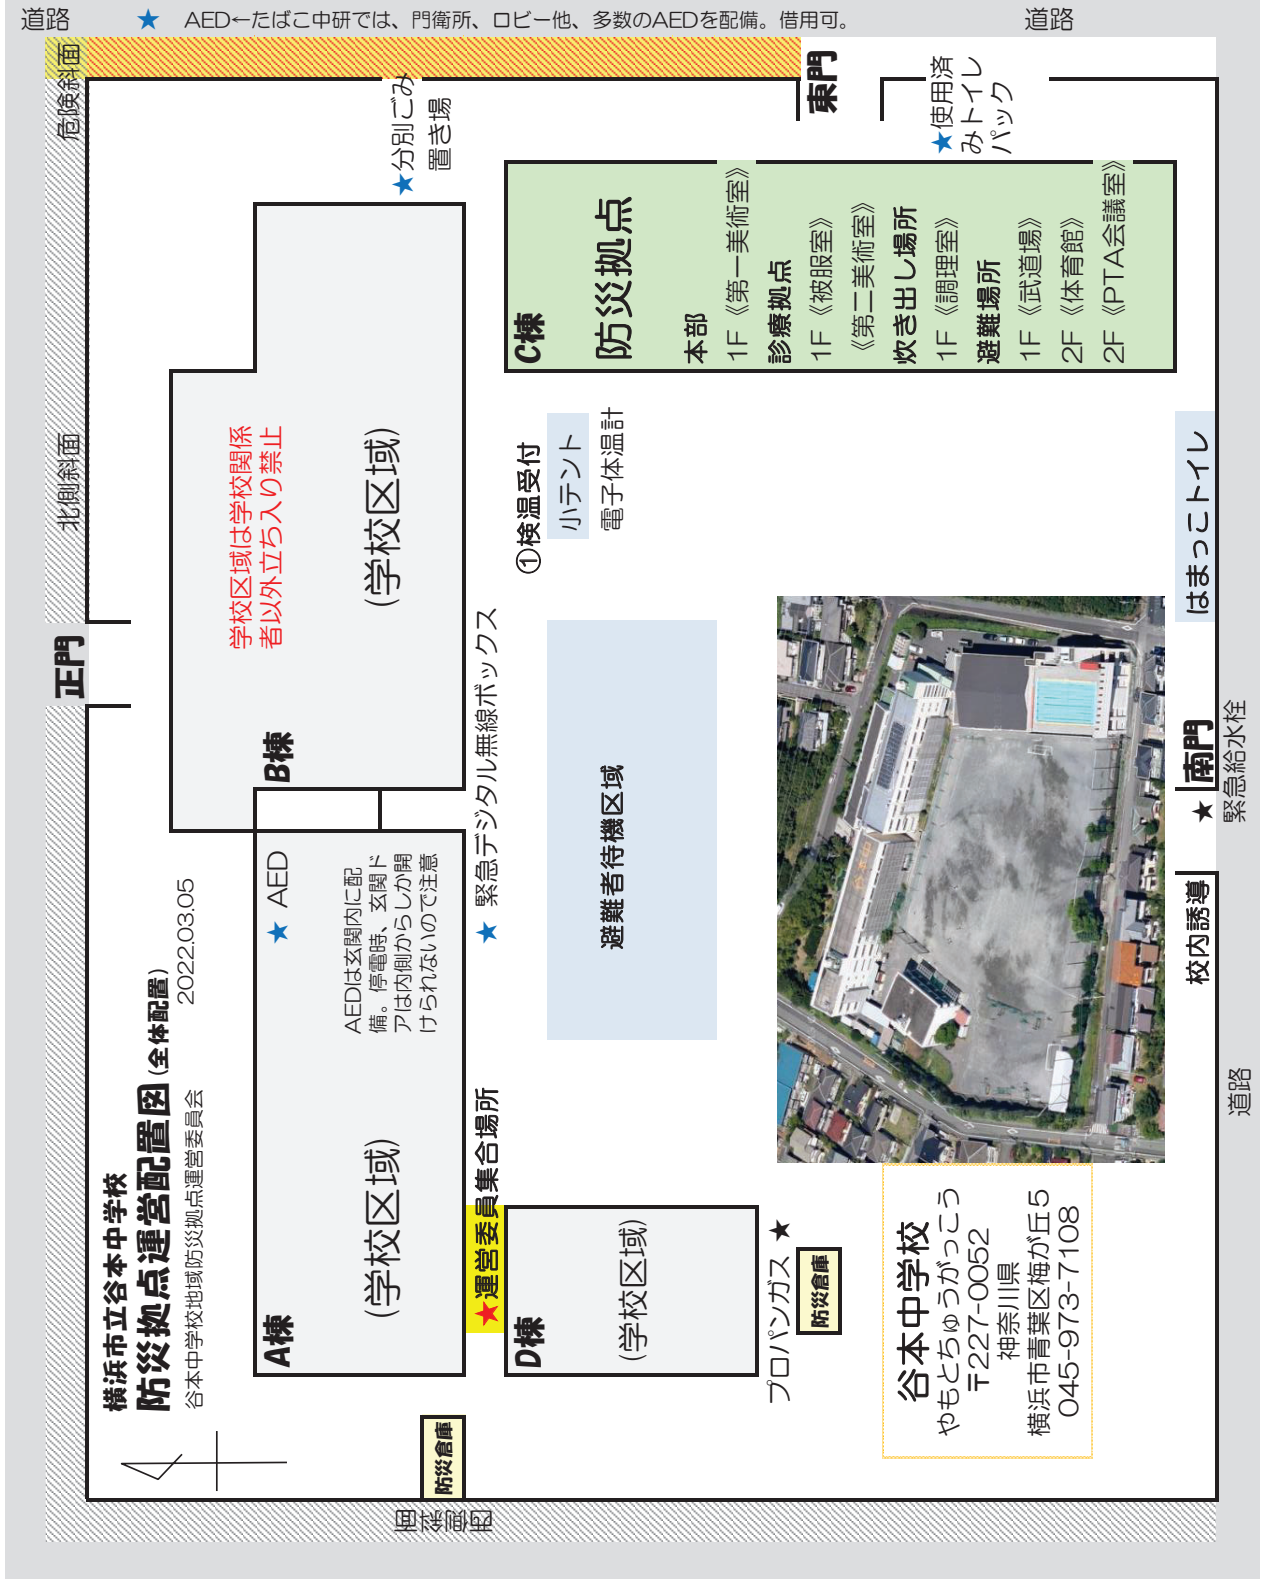 横浜市立谷本中学校
防災拠点運営配置図(全体配置)
2022.03.05
谷本中学校地域防災拠点運営委員会
道路
★ AED←たばこ中研では、門衛所、ロビー他、多数のAEDを配備。借用可。
道路
危険斜面
北側斜面
正門
東門
★分別ごみ
置き場
★使用済
みトイレ
パック
B棟
学校区域は学校関係
者以外立ち入り禁止
(学校区域)
A棟
★ AED
AEDは玄関内に配
備。停電時、玄関ド
アは内側からしか開
けられないので注意
(学校区域)
★運営委員集合場所
★ 緊急デジタル無線ボックス
①検温受付
小テント
電子体温計
避難者待機区域
C棟
防災拠点
本部
1F《第一美術室》
診療拠点
1F《被服室》
《第二美術室》
炊き出し場所
1F《調理室》
避難場所
1F《武道場》
2F《体育館》
2F《PTA会議室》
D棟
(学校区域)
プロパンガス★
防災倉庫
防災倉庫
西側斜面
谷本中学校
やもとちゅうがっこう
〒227-0052
神奈川県
横浜市青葉区梅が丘5
045-973-7108
はまっこトイレ
★ 南門
緊急給水栓
校内誘導
道路